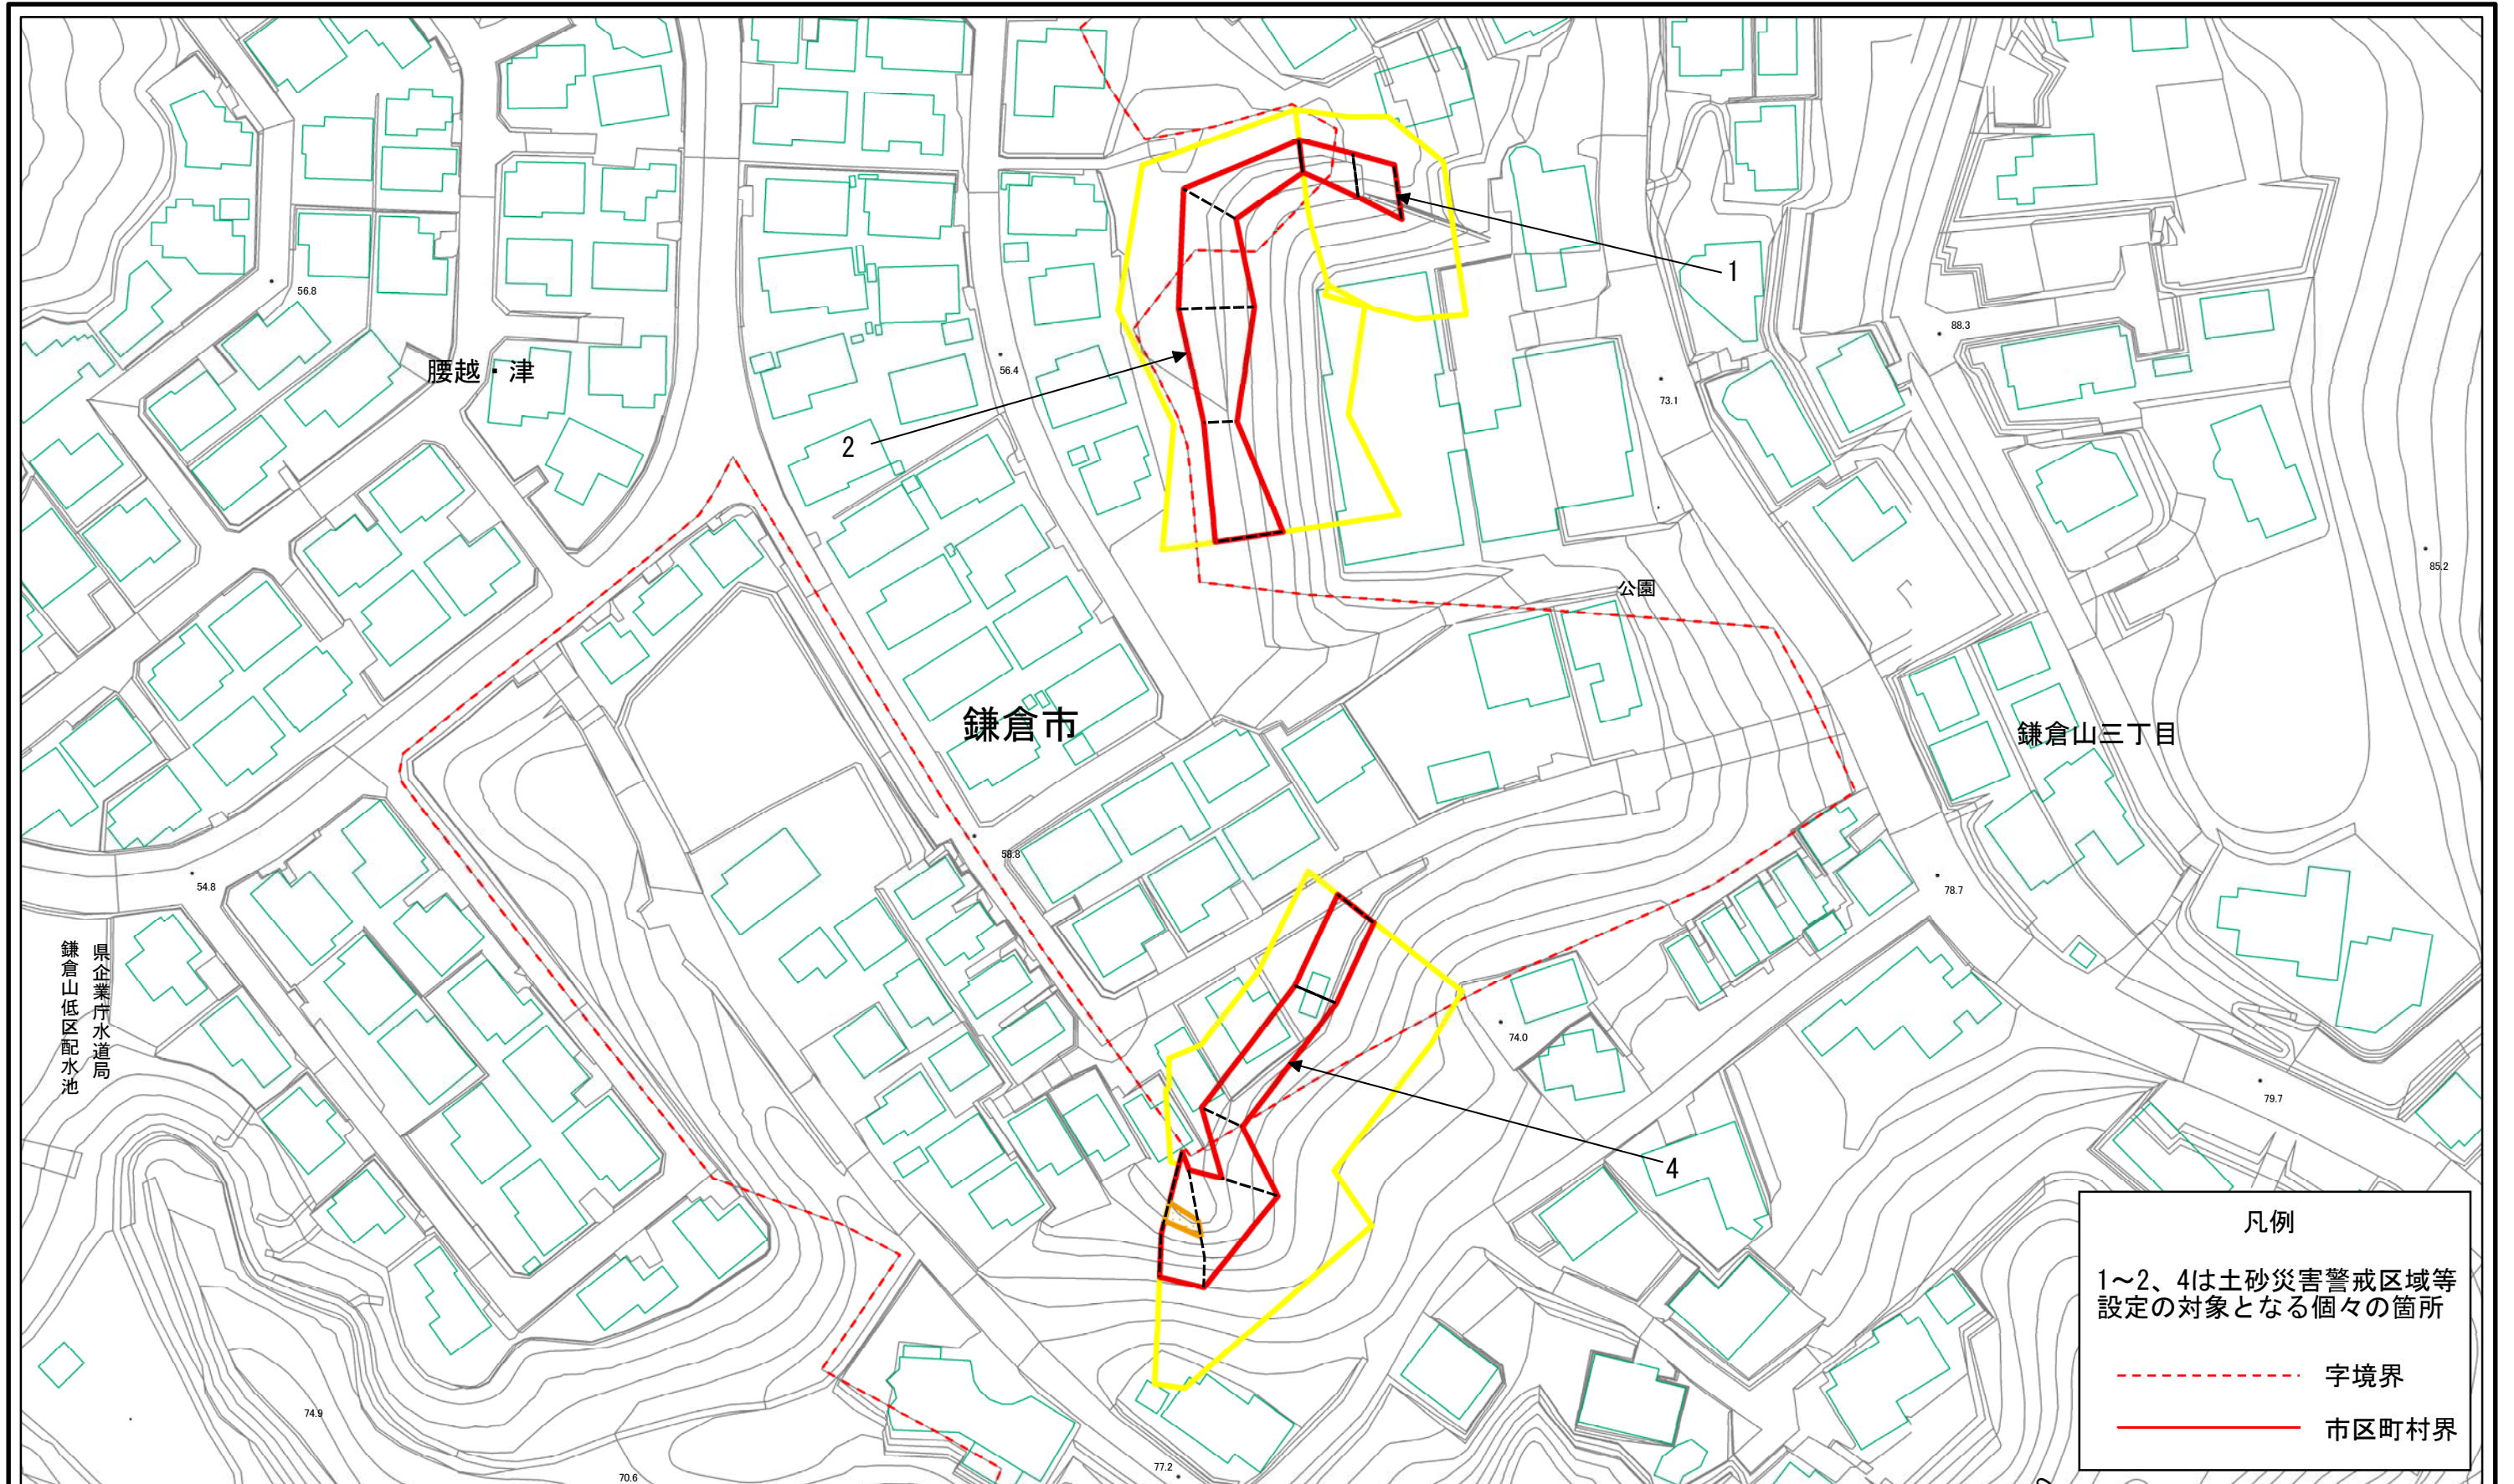 56.8
1
88.3
腰越・津
56.4
73.1
2
85.2
公園
鎌倉市
鎌倉山三丁目
58.8
54.8
78.7
県企業庁水道局
鎌倉山低区配水池
74.0
79.7
4
凡例
1～2、4は土砂災害警戒区域等
設定の対象となる個々の箇所
字境界
市区町村界
74.9
77.2
70.6